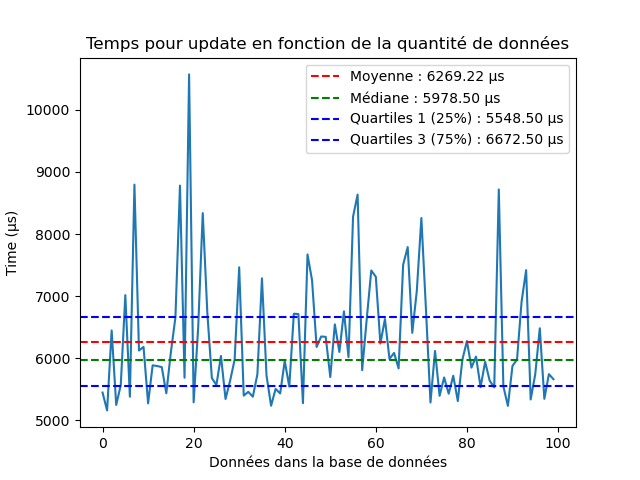 Temps pour update en fonction de la quantité de données
Moyenne : 6269.22 µs
Médiane : 5978.50 µs
Quartiles 1 (25%) : 5548.50 µs
Quartiles 3 (75%) : 6672.50 µs
10000
9000
8000
7000
6000
5000
Time (µs)
0 20 40 60 80 100
Données dans la base de données